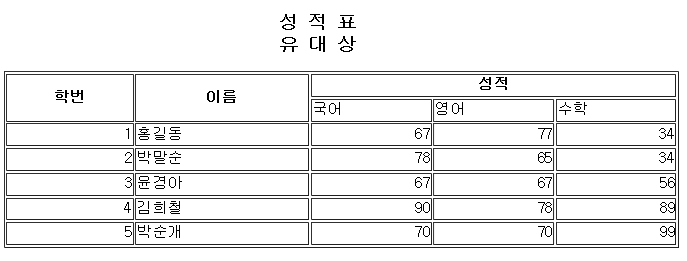 성 적 표
유 대 상
학번 이름 성적
국어 영어 수학
1 홍길동 67 77 34
2 박말순 78 65 34
3 윤경아 67 67 56
4 김희철 90 78 89
5 박순개 70 70 99